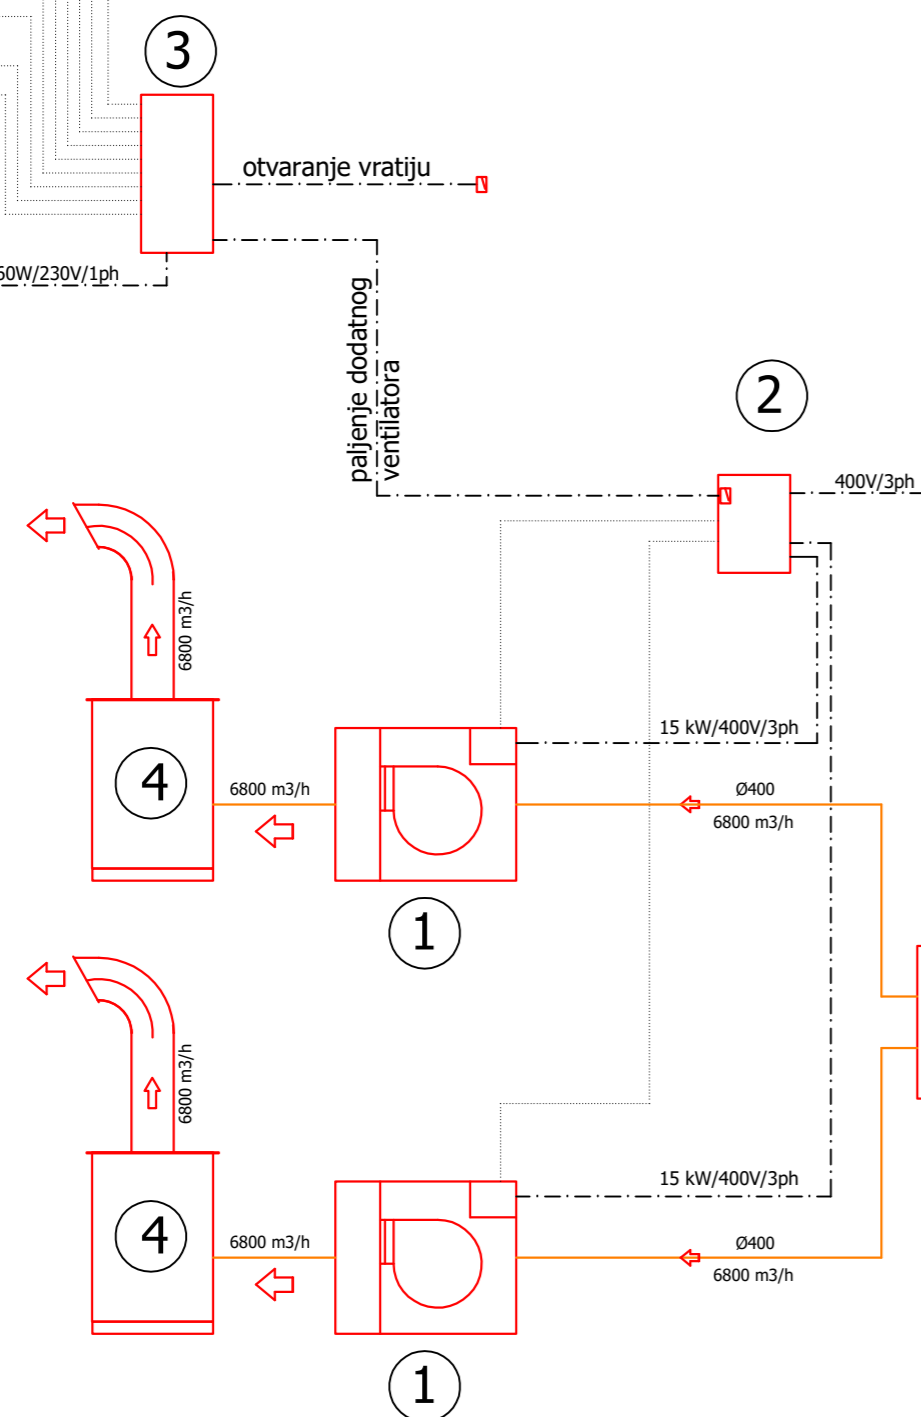 3
otvaranje vratiju
50W/230V/1ph
paljenje dodatnog
ventilatora
2
400V/3ph
6800 m3/h
15 kW/400V/3ph
4
6800 m3/h
Ø400
6800 m3/h
1
6800 m3/h
15 kW/400V/3ph
4
6800 m3/h
Ø400
6800 m3/h
1